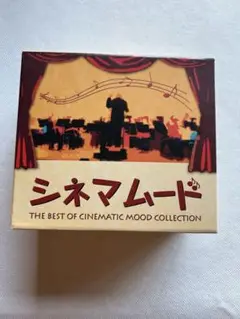 シネマムード
THE BEST OF CINEMATIC MOOD COLLECTION